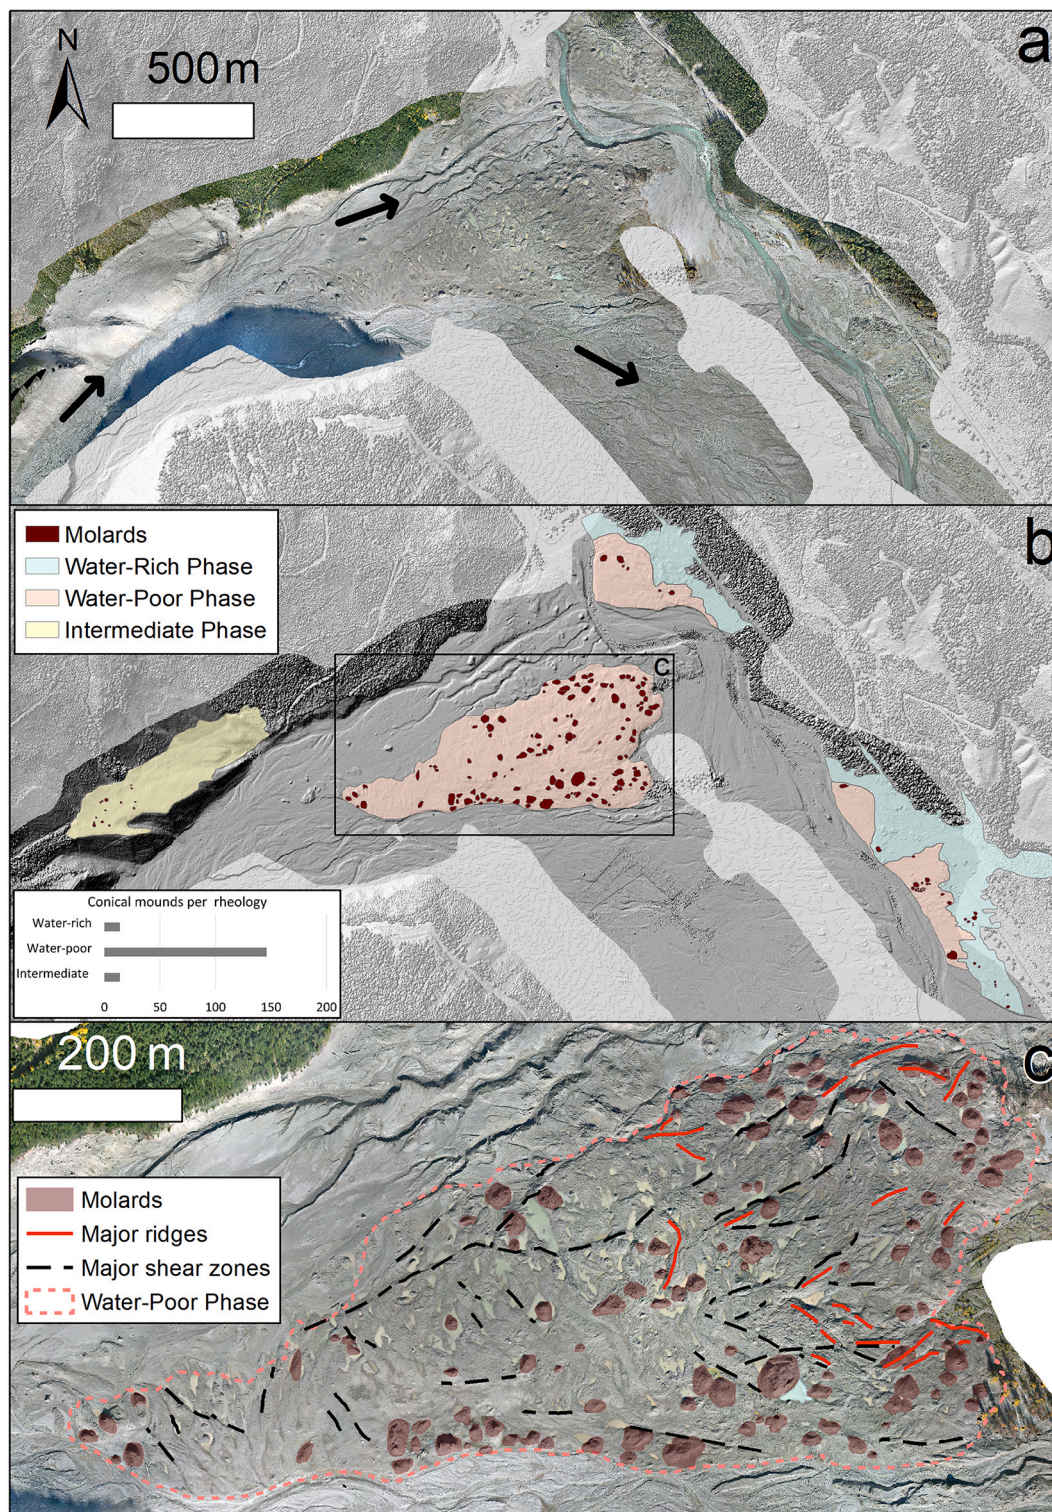 a
N
500 m
b
Molards
Water-Rich Phase
Water-Poor Phase
Intermediate Phase
c
Conical mounds per rheology
Water-rich
Water-poor
Intermediate
0 50 100 150 200
c
200 m
Molards
Major ridges
Major shear zones
Water-Poor Phase